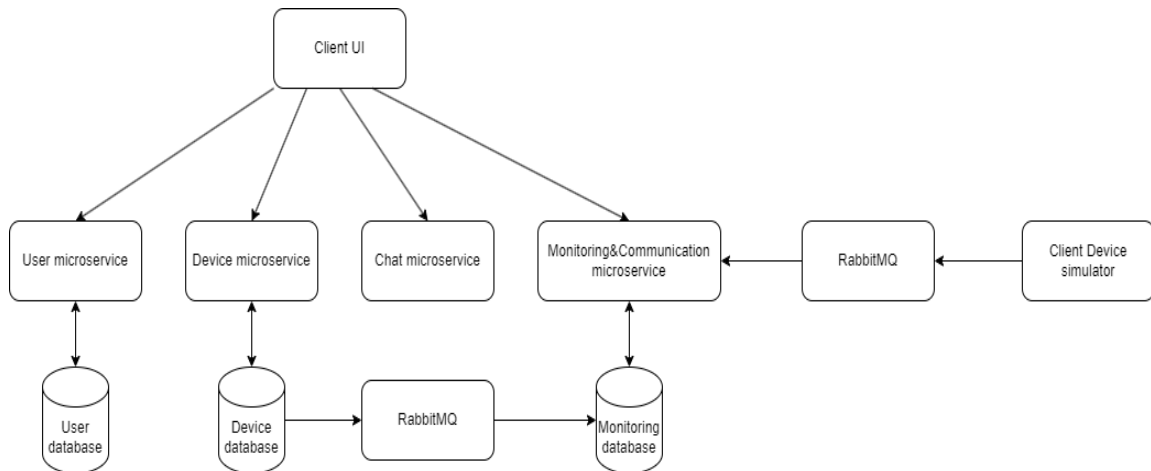 Client UI
User microservice
Device microservice
Chat microservice
Monitoring&Communication
microservice
RabbitMQ
Client Device
simulator
User
database
Device
database
RabbitMQ
Monitoring
database